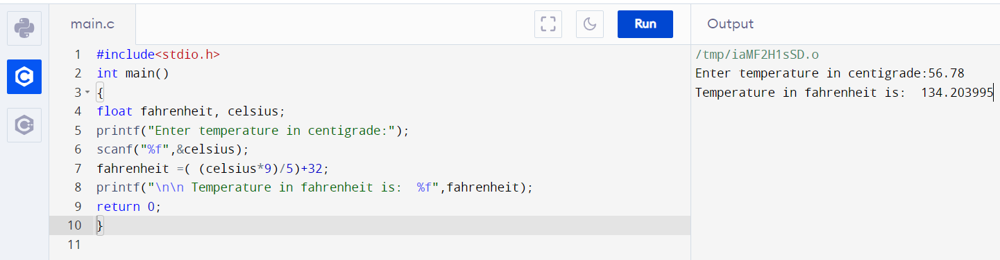 main.c
Run
Output
1 #include<stdio.h>
2 int main()
3 {
4 float fahrenheit, celsius;
5 printf("Enter temperature in centigrade:");
6 scanf("%f",&celsius);
7 fahrenheit =( (celsius*9)/5)+32;
8 printf("\n\n Temperature in fahrenheit is:  %f",fahrenheit);
9 return 0;
10 }
11
/tmp/iaMF2H1sSD.o
Enter temperature in centigrade:56.78
Temperature in fahrenheit is:  134.203995